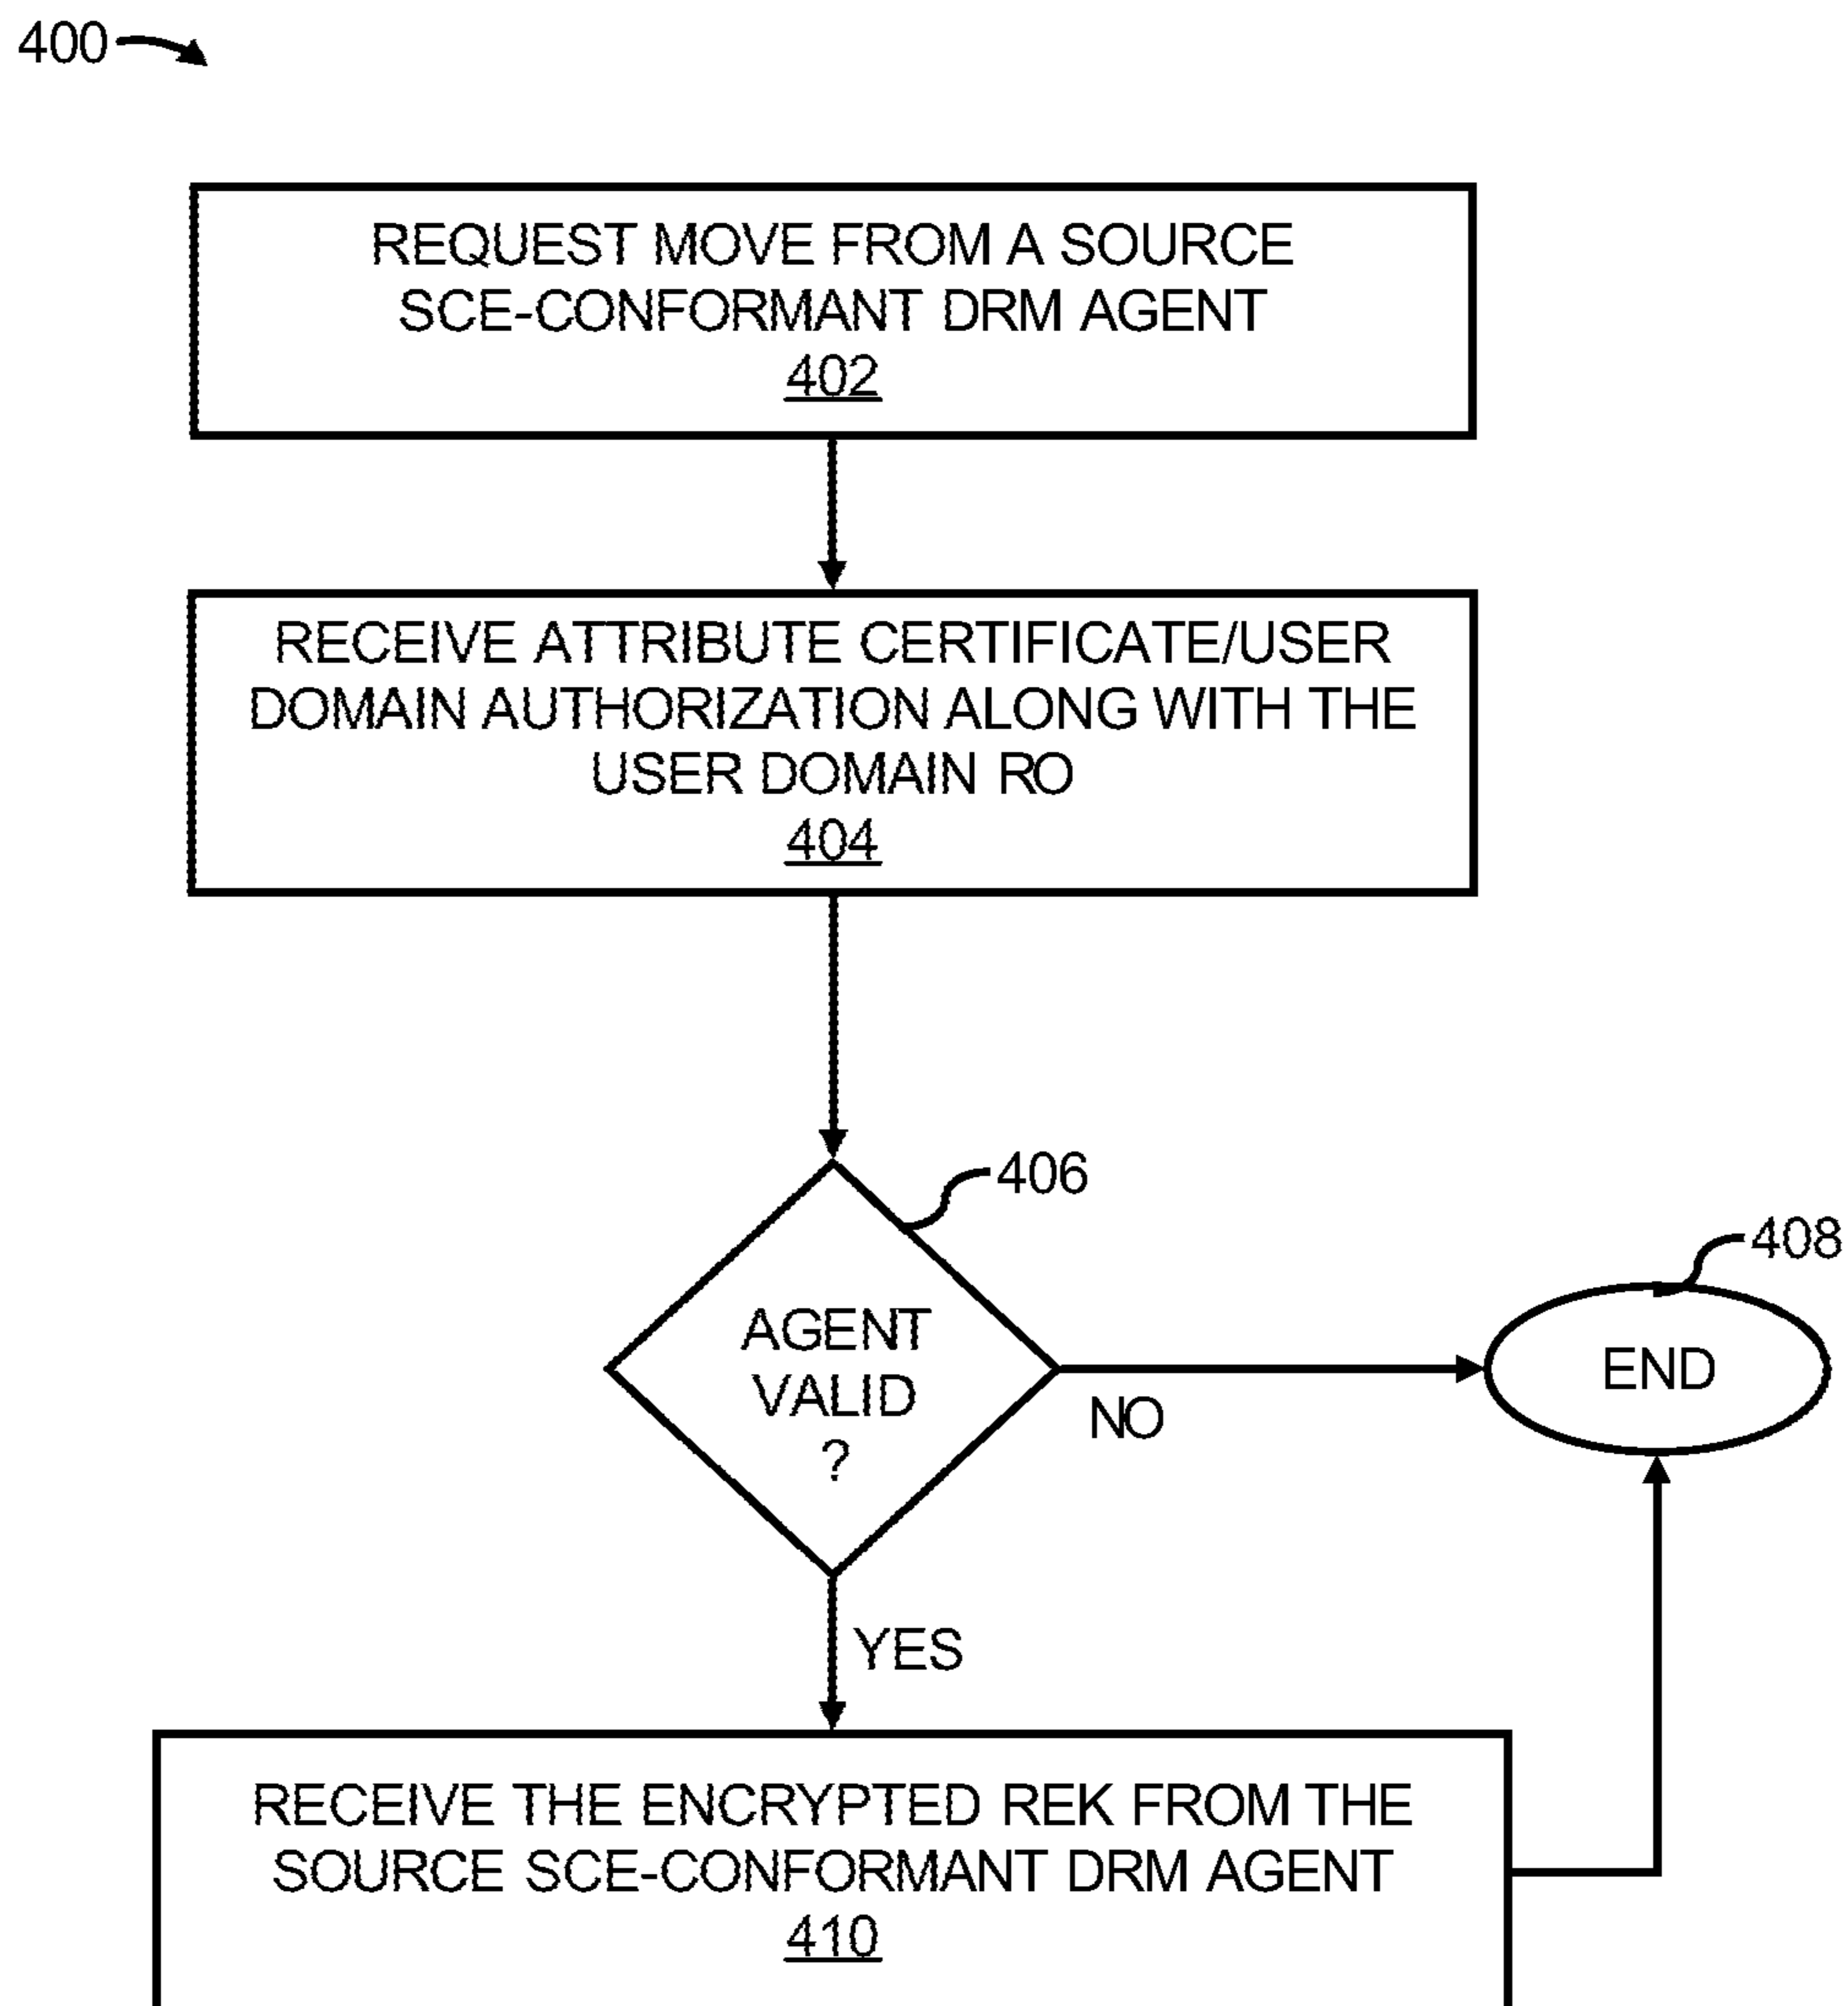 400
REQUEST MOVE FROM A SOURCE
SCE-CONFORMANT DRM AGENT
402
RECEIVE ATTRIBUTE CERTIFICATE/USER
DOMAIN AUTHORIZATION ALONG WITH THE
USER DOMAIN RO
404
406
AGENT
VALID
?
NO
408
END
YES
RECEIVE THE ENCRYPTED REK FROM THE
SOURCE SCE-CONFORMANT DRM AGENT
410